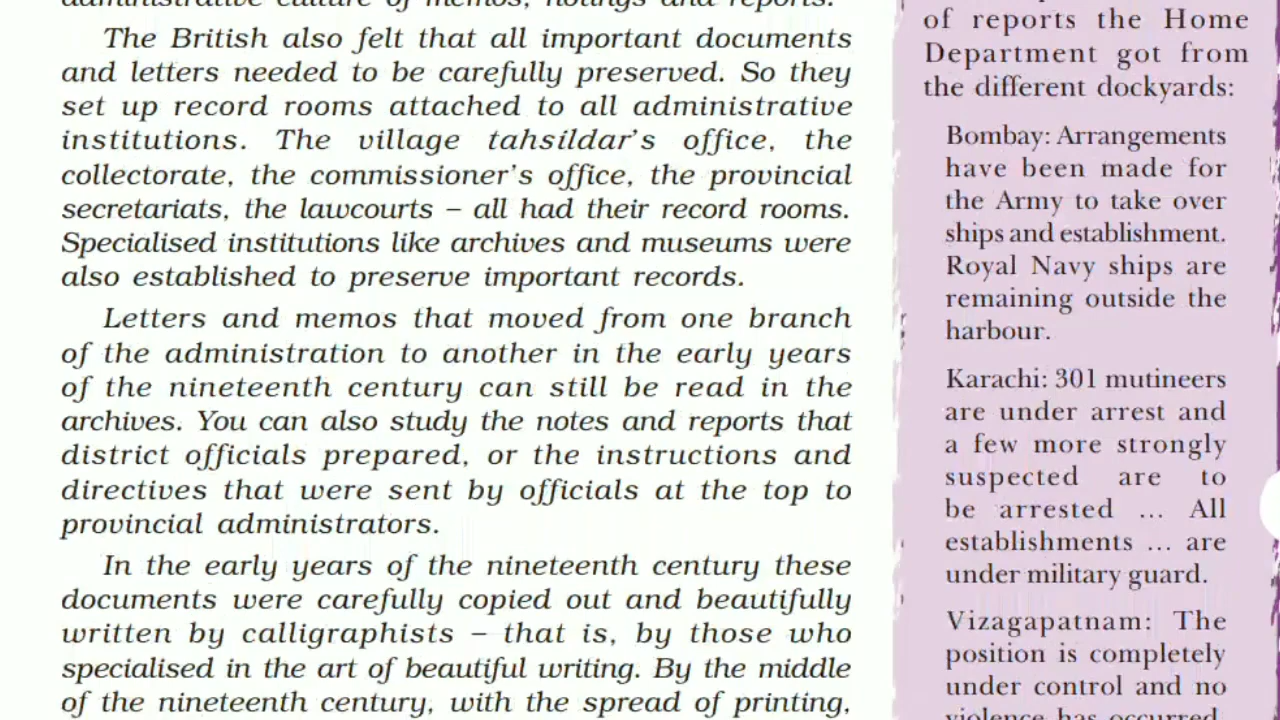 administrative culture of memos, notings and reports.
The British also felt that all important documents
and letters needed to be carefully preserved. So they
set up record rooms attached to all administrative
institutions. The village tahsildar's office, the
collectorate, the commissioner's office, the provincial
secretariats, the lawcourts – all had their record rooms.
Specialised institutions like archives and museums were
also established to preserve important records.
Letters and memos that moved from one branch
of the administration to another in the early years
of the nineteenth century can still be read in the
archives. You can also study the notes and reports that
district officials prepared, or the instructions and
directives that were sent by officials at the top to
provincial administrators.
In the early years of the nineteenth century these
documents were carefully copied out and beautifully
written by calligraphists – that is, by those who
specialised in the art of beautiful writing. By the middle
of the nineteenth century, with the spread of printing,
of reports the Home
Department got from
the different dockyards:
Bombay: Arrangements
have been made for
the Army to take over
ships and establishment.
Royal Navy ships are
remaining outside the
harbour.
Karachi: 301 mutineers
are under arrest and
a few more strongly
suspected are to
be arrested ... All
establishments ... are
under military guard.
Vizagapatnam: The
position is completely
under control and no
violence has occurred.